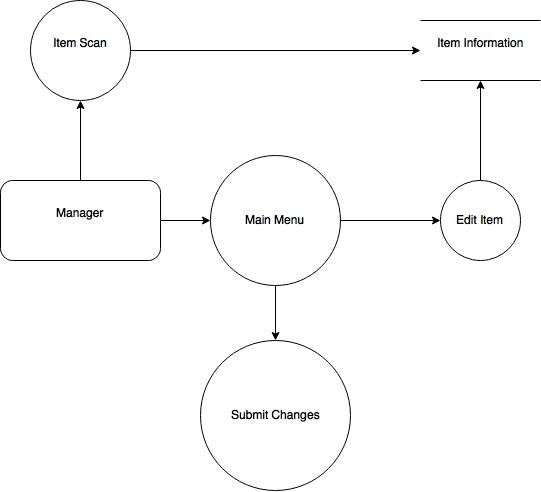 Item Scan
Item Information
Manager
Main Menu
Edit Item
Submit Changes